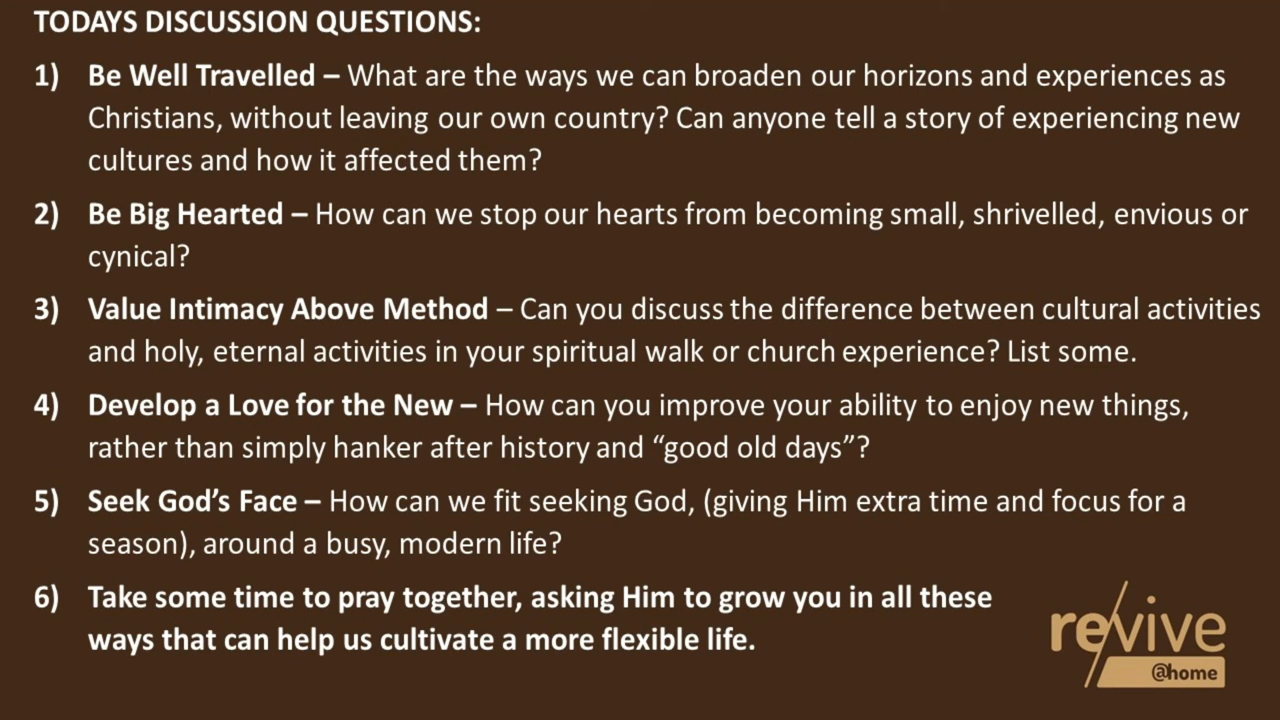 TODAYS DISCUSSION QUESTIONS:
1) Be Well Travelled – What are the ways we can broaden our horizons and experiences as
Christians, without leaving our own country? Can anyone tell a story of experiencing new
cultures and how it affected them?
2) Be Big Hearted – How can we stop our hearts from becoming small, shrivelled, envious or
cynical?
3) Value Intimacy Above Method – Can you discuss the difference between cultural activities
and holy, eternal activities in your spiritual walk or church experience? List some.
4) Develop a Love for the New – How can you improve your ability to enjoy new things,
rather than simply hanker after history and “good old days”?
5) Seek God’s Face – How can we fit seeking God, (giving Him extra time and focus for a
season), around a busy, modern life?
6) Take some time to pray together, asking Him to grow you in all these
ways that can help us cultivate a more flexible life.
re/vive
@home